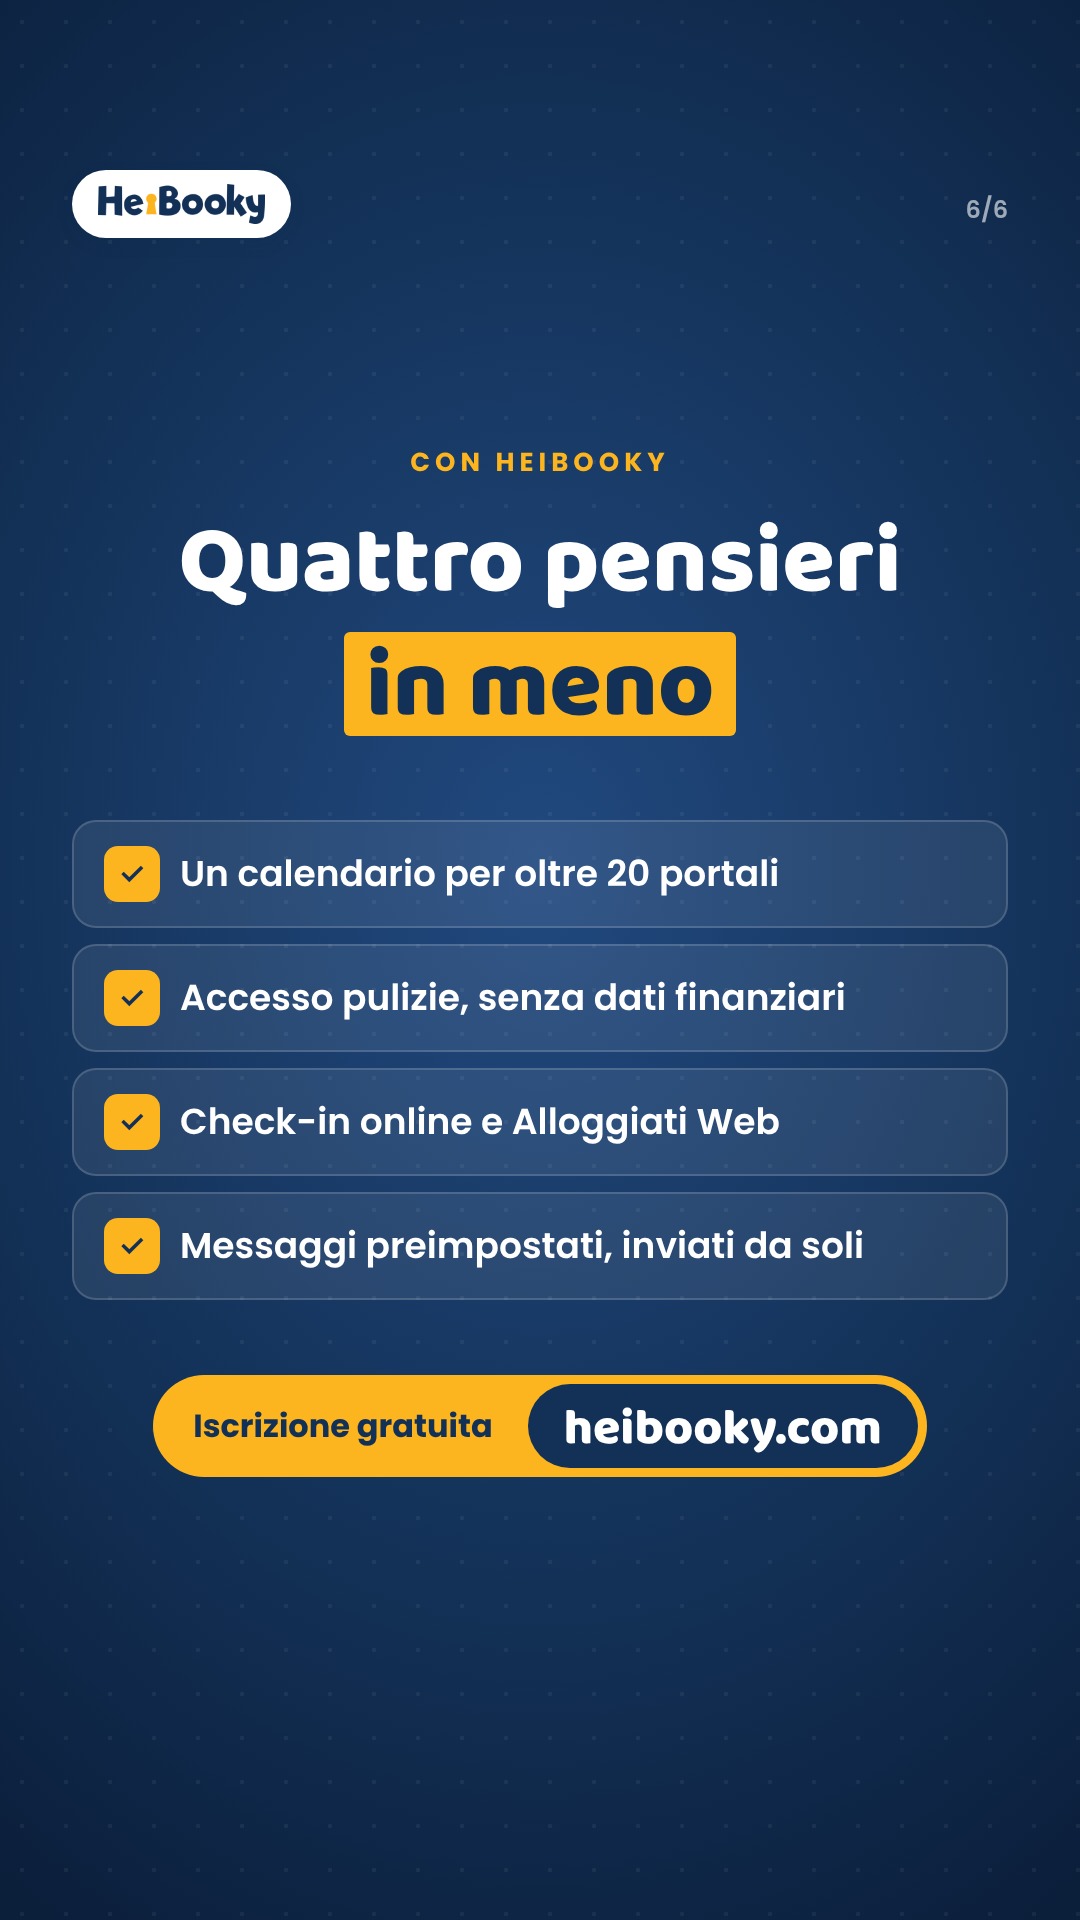 HeiBooky
6/6
CON HEIBOOKY
Quattro pensieri
in meno
Un calendario per oltre 20 portali
Accesso pulizie, senza dati finanziari
Check-in online e Alloggiati Web
Messaggi preimpostati, inviati da soli
Iscrizione gratuita heibooky.com